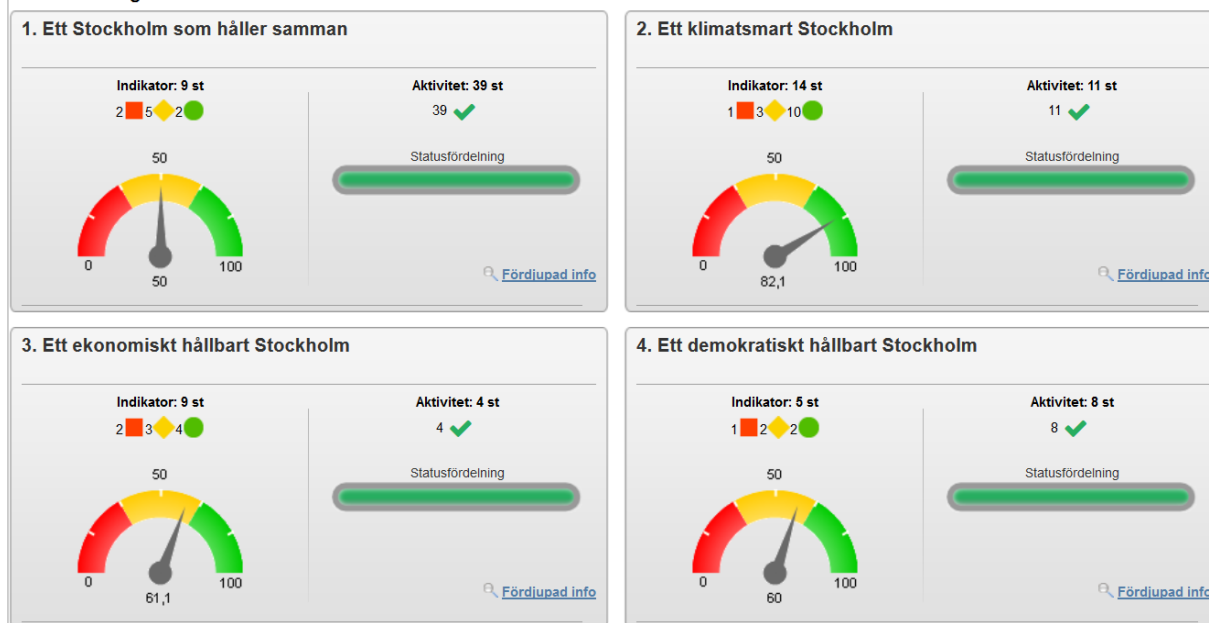 1. Ett Stockholm som håller samman
Indikator: 9 st
2 5 2
50
0
100
50
Aktivitet: 39 st
39
Statusfördelning
Fördjupad info
2. Ett klimatsmart Stockholm
Indikator: 14 st
1 3 10
50
0
100
82,1
Aktivitet: 11 st
11
Statusfördelning
Fördjupad info
3. Ett ekonomiskt hållbart Stockholm
Indikator: 9 st
2 3 4
50
0
100
61,1
Aktivitet: 4 st
4
Statusfördelning
Fördjupad info
4. Ett demokratiskt hållbart Stockholm
Indikator: 5 st
1 2 2
50
0
100
60
Aktivitet: 8 st
8
Statusfördelning
Fördjupad info